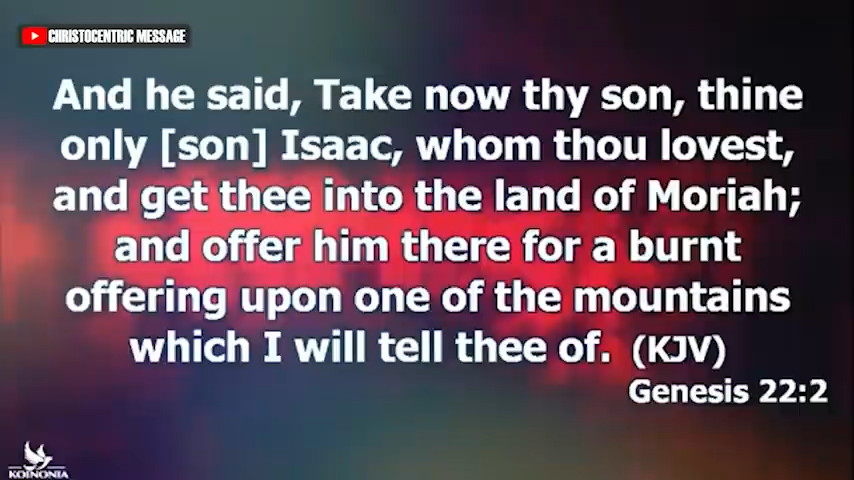 CHRISTOCENTRIC MESSAGE
And he said, Take now thy son, thine
only [son] Isaac, whom thou lovest,
and get thee into the land of Moriah;
and offer him there for a burnt
offering upon one of the mountains
which I will tell thee of. (KJV)
Genesis 22:2
KOINONIA